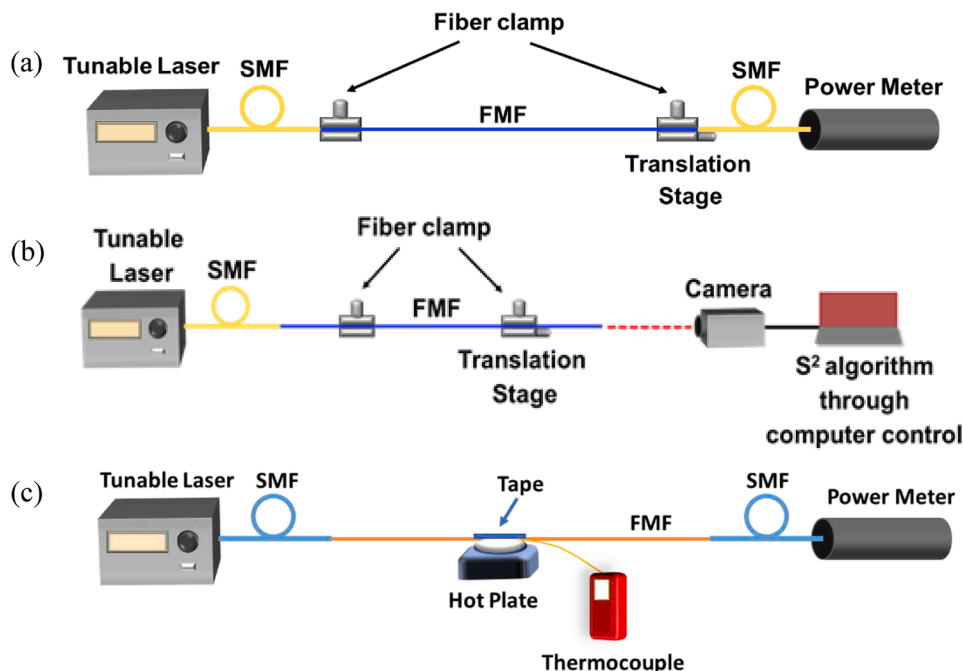 (a)
Fiber clamp
Tunable Laser
SMF
FMF
SMF
Power Meter
Translation
Stage
(b)
Tunable
Laser
SMF
Fiber clamp
FMF
Translation
Stage
Camera
S² algorithm
through
computer control
(c)
Tunable Laser
SMF
Tape
FMF
SMF
Power Meter
Hot Plate
Thermocouple